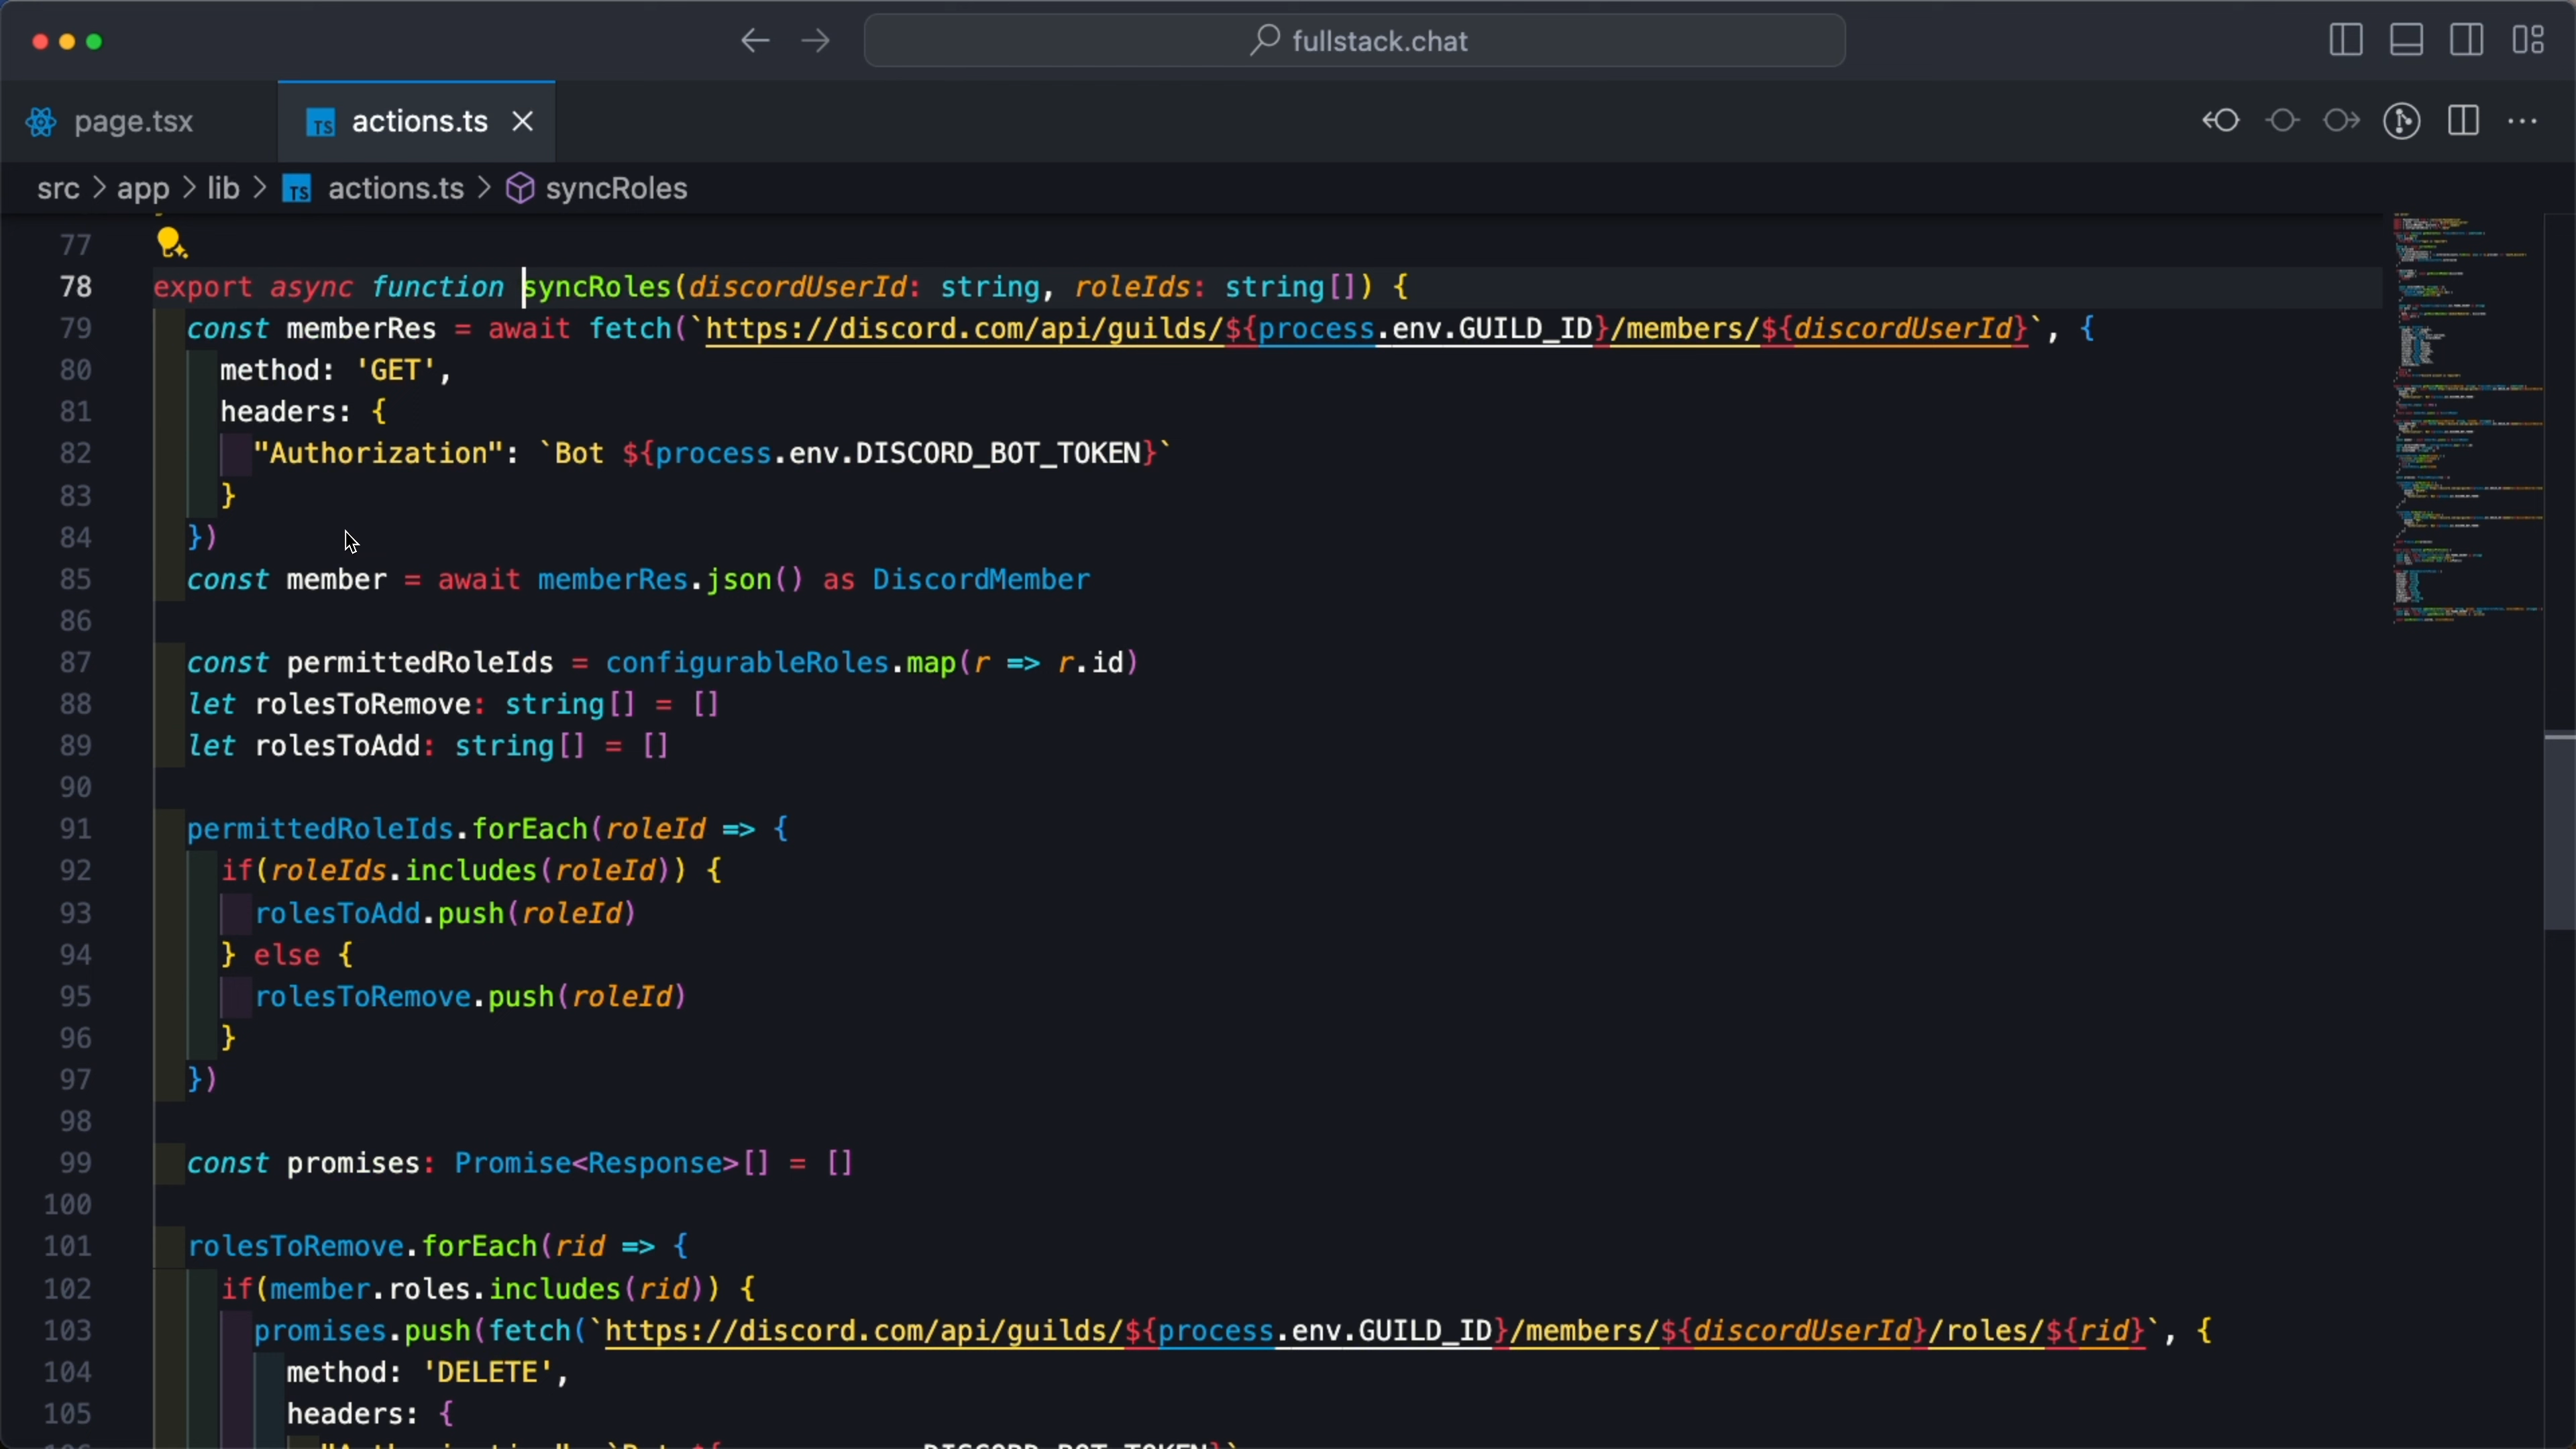 fullstack.chat
page.tsx
TS actions.ts
src > app > lib > TS actions.ts > syncRoles
77
78 export async function syncRoles(discordUserId: string, roleIds: string[]) {
79 const memberRes = await fetch(`https://discord.com/api/guilds/${process.env.GUILD_ID}/members/${discordUserId}`, {
80 method: 'GET',
81 headers: {
82 "Authorization": `Bot ${process.env.DISCORD_BOT_TOKEN}`
83 }
84 })
85 const member = await memberRes.json() as DiscordMember
86
87 const permittedRoleIds = configurableRoles.map(r => r.id)
88 let rolesToRemove: string[] = []
89 let rolesToAdd: string[] = []
90
91 permittedRoleIds.forEach(roleId => {
92 if(roleIds.includes(roleId)) {
93 rolesToAdd.push(roleId)
94 } else {
95 rolesToRemove.push(roleId)
96 }
97 })
98
99 const promises: Promise<Response>[] = []
100
101 rolesToRemove.forEach(rid => {
102 if(member.roles.includes(rid)) {
103 promises.push(fetch(`https://discord.com/api/guilds/${process.env.GUILD_ID}/members/${discordUserId}/roles/${rid}`, {
104 method: 'DELETE',
105 headers: {